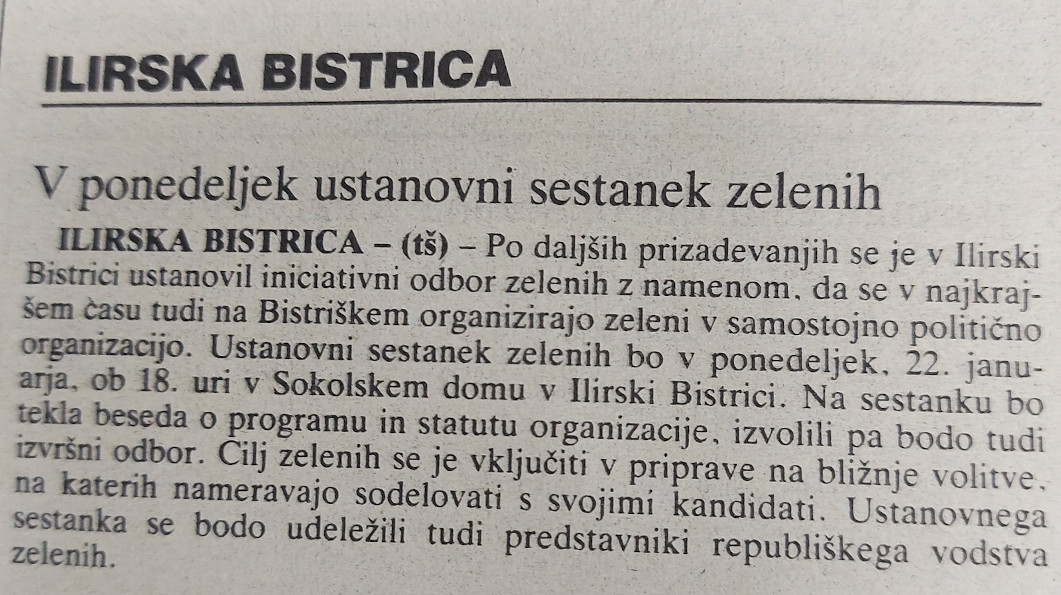 ILIRSKA BISTRICA
V ponedeljek ustanovni sestanek zelenih
ILIRSKA BISTRICA – (tš) – Po daljših prizadevanjih se je v Ilirski
Bistrici ustanovil iniciativni odbor zelenih z namenom, da se v najkraj-
šem času tudi na Bistriškem organizirajo zeleni v samostojno politično
organizacijo. Ustanovni sestanek zelenih bo v ponedeljek, 22. janu-
arja, ob 18. uri v Sokolskem domu v Ilirski Bistrici. Na sestanku bo
tekla beseda o programu in statutu organizacije, izvolili pa bodo tudi
izvršni odbor. Cilj zelenih se je vključiti v priprave na bližnje volitve,
na katerih nameravajo sodelovati s svojimi kandidati. Ustanovnega
sestanka se bodo udeležili tudi predstavniki republiškega vodstva
zelenih.